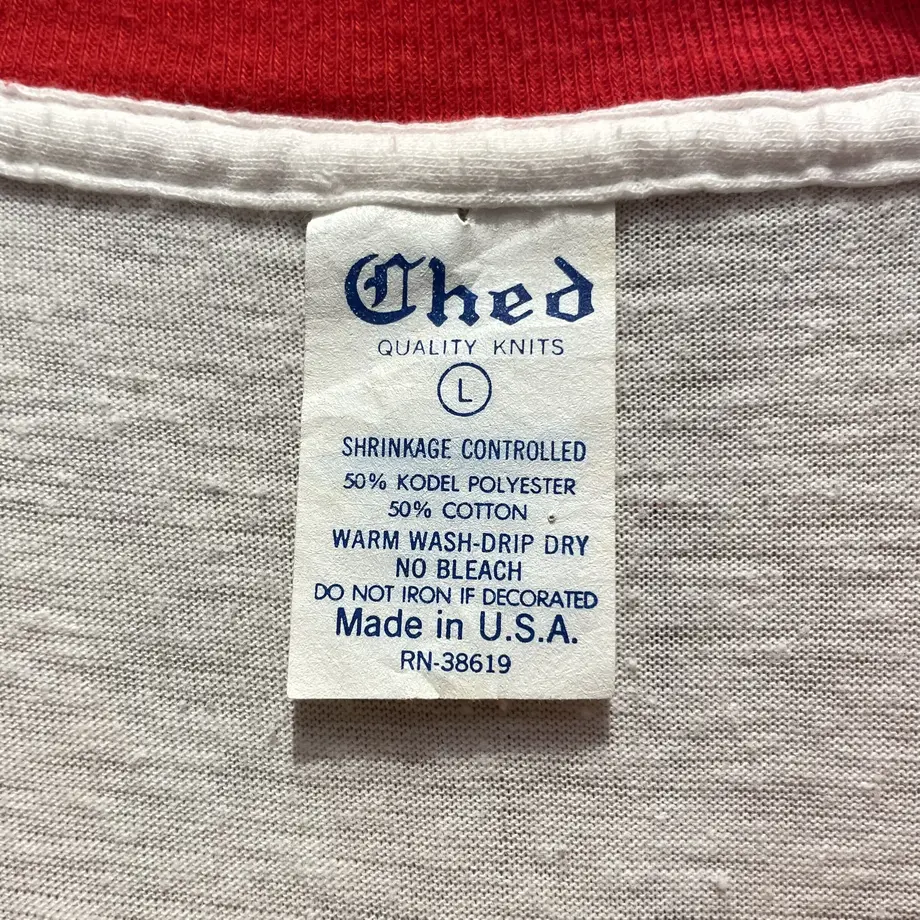 Ched
QUALITY KNITS
L
SHRINKAGE CONTROLLED
50% KODEL POLYESTER
50% COTTON
WARM WASH-DRIP DRY
NO BLEACH
DO NOT IRON IF DECORATED
Made in U.S.A.
RN-38619